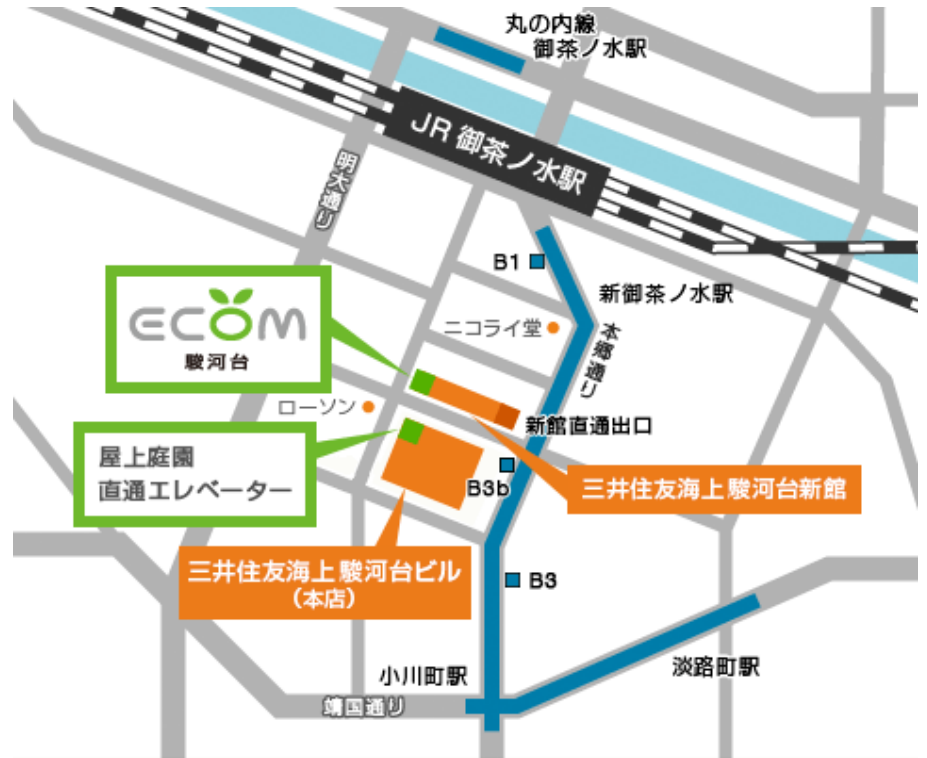 丸の内線
御茶ノ水駅
JR 御茶ノ水駅
明大通り
B1
新御茶ノ水駅
ECOM
駿河台
ニコライ堂
本郷通り
ローソン
新館直通出口
屋上庭園
直通エレベーター
B3b
三井住友海上 駿河台新館
三井住友海上 駿河台ビル
（本店）
B3
小川町駅
淡路町駅
靖国通り